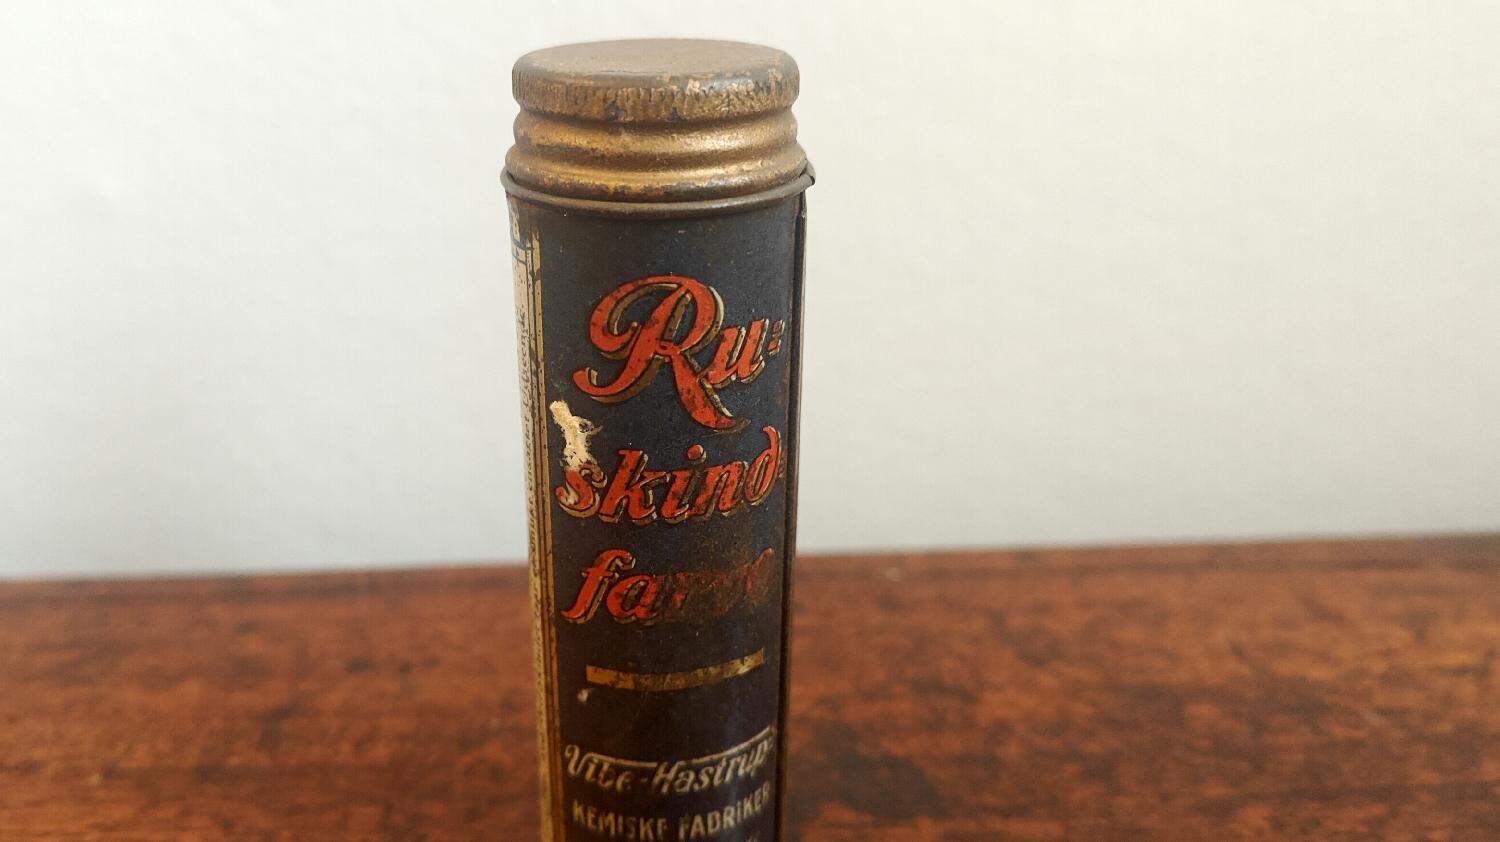 Ru-
skind-
farve
Vite-Hastrup
KEMISKE FABRIKER